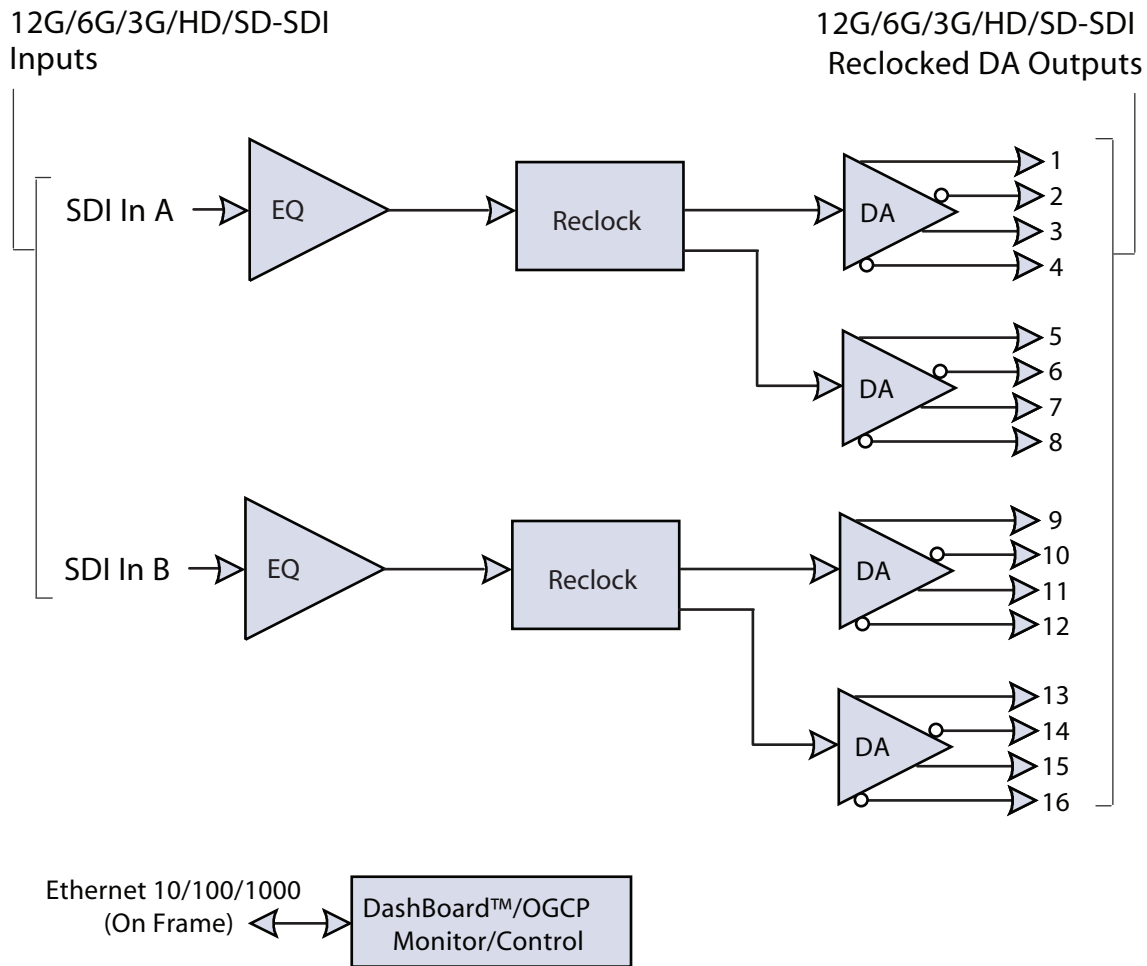 12G/6G/3G/HD/SD-SDI
Inputs
12G/6G/3G/HD/SD-SDI
Reclocked DA Outputs
SDI In A
EQ
Reclock
DA
1
2
3
4
DA
5
6
7
8
SDI In B
EQ
Reclock
DA
9
10
11
12
DA
13
14
15
16
Ethernet 10/100/1000
(On Frame)
DashBoard™/OGCP
Monitor/Control